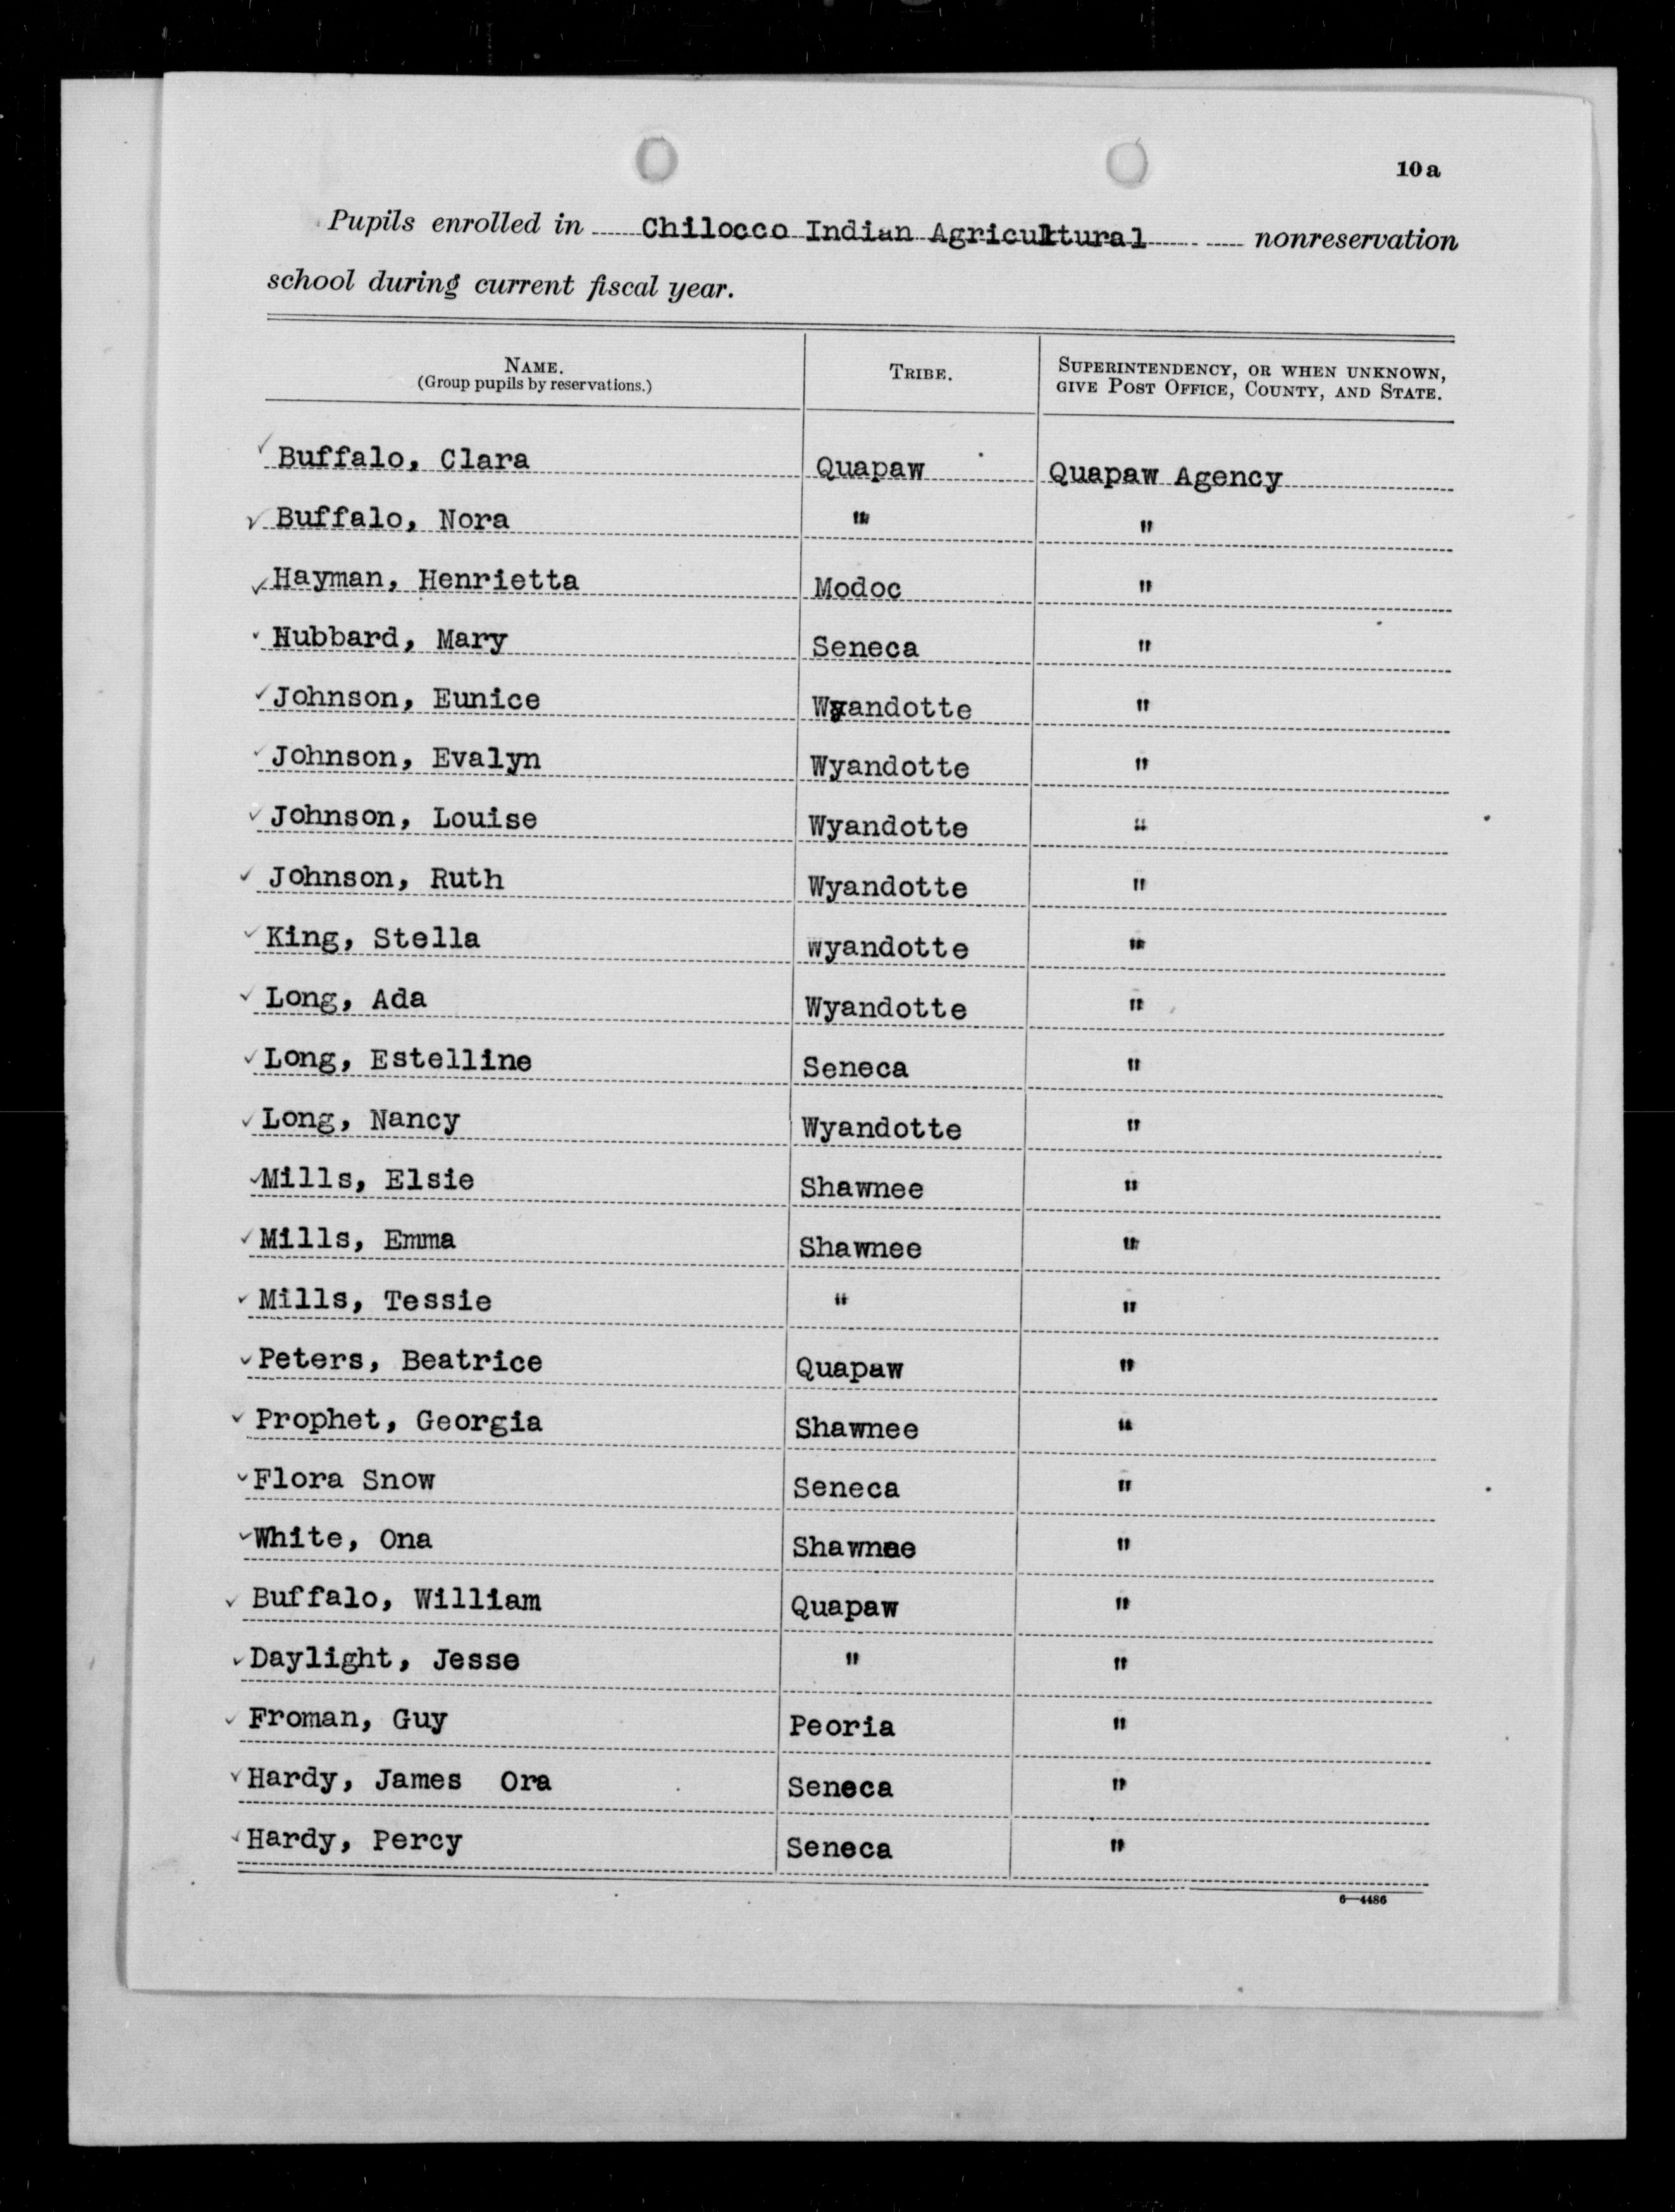 10a
Pupils enrolled in Chilocco Indian Agricultural nonreservation
school during current fiscal year.
NAME. TRIBE. SUPERINTENDENCY, OR WHEN UNKNOWN,
(Group pupils by reservations.) GIVE POST OFFICE, COUNTY, AND STATE.
✓ Buffalo, Clara Quapaw Quapaw Agency
✓ Buffalo, Nora " "
✓ Hayman, Henrietta Modoc "
✓ Hubbard, Mary Seneca "
✓ Johnson, Eunice Wyandotte "
✓ Johnson, Evalyn Wyandotte "
✓ Johnson, Louise Wyandotte "
✓ Johnson, Ruth Wyandotte "
✓ King, Stella wyandotte "
✓ Long, Ada Wyandotte "
✓ Long, Estelline Seneca "
✓ Long, Nancy Wyandotte "
✓ Mills, Elsie Shawnee "
✓ Mills, Emma Shawnee "
✓ Mills, Tessie " "
✓ Peters, Beatrice Quapaw "
✓ Prophet, Georgia Shawnee "
✓ Flora Snow Seneca "
✓ White, Ona Shawnee "
✓ Buffalo, William Quapaw "
✓ Daylight, Jesse " "
✓ Froman, Guy Peoria "
✓ Hardy, James Ora Seneca "
✓ Hardy, Percy Seneca "
6-4486